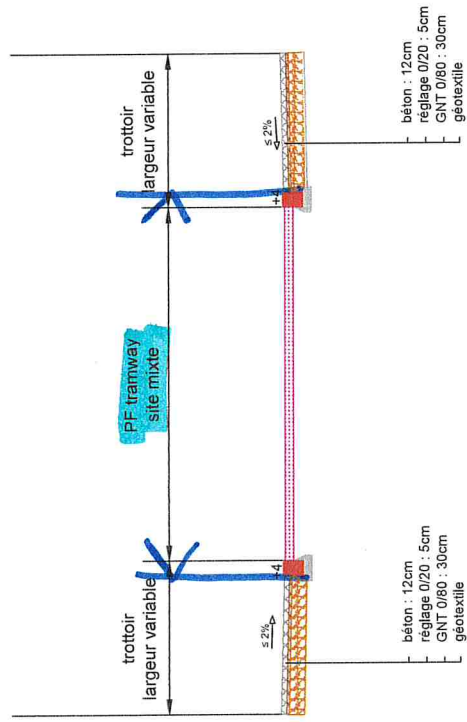 trottoir
largeur variable
PF tramway
site mixte
trottoir
largeur variable
≤ 2%
+4
+4
≤ 2%
béton : 12cm
réglage 0/20 : 5cm
GNT 0/80 : 30cm
géotextile
béton : 12cm
réglage 0/20 : 5cm
GNT 0/80 : 30cm
géotextile